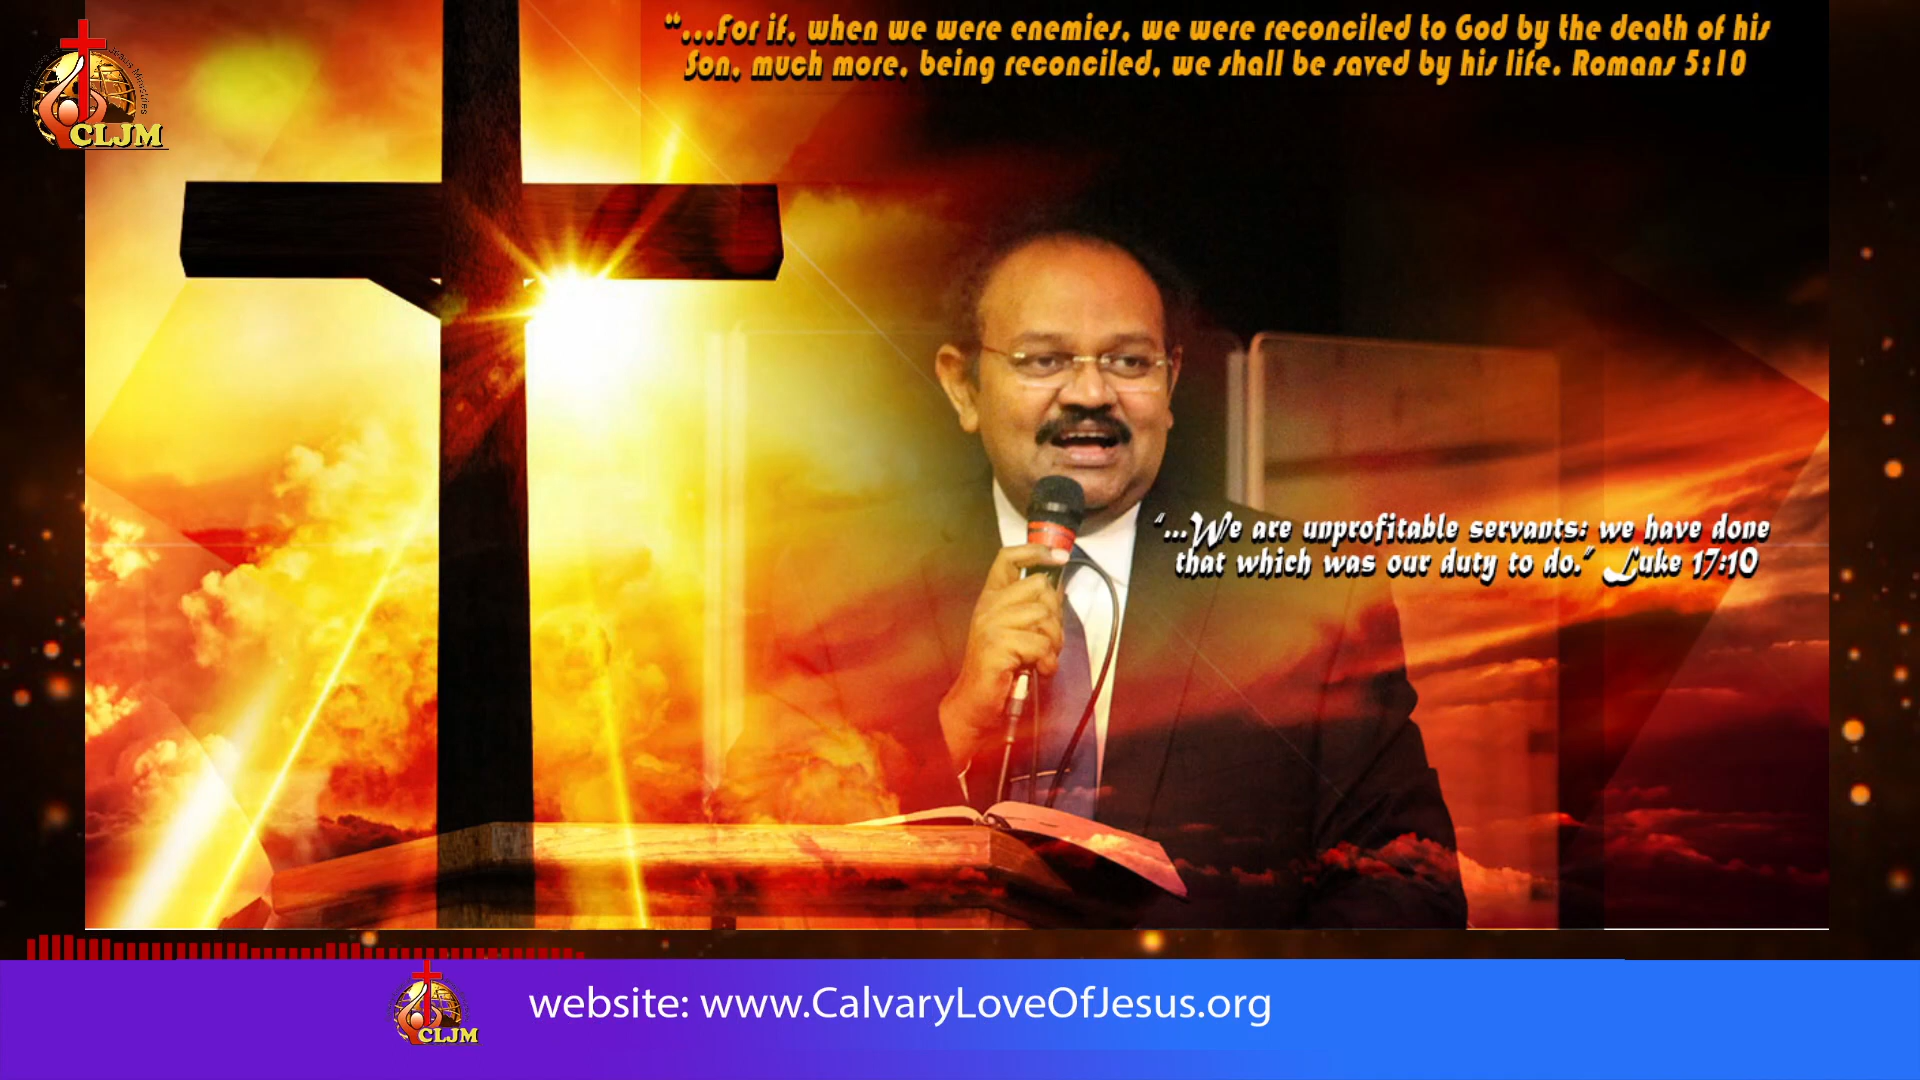 “...For if, when we were enemies, we were reconciled to God by the death of his
Son, much more, being reconciled, we shall be saved by his life. Romans 5:10
CLJM
“...We are unprofitable servants: we have done
that which was our duty to do.” Luke 17:10
CLJM
website: www.CalvaryLoveOfJesus.org